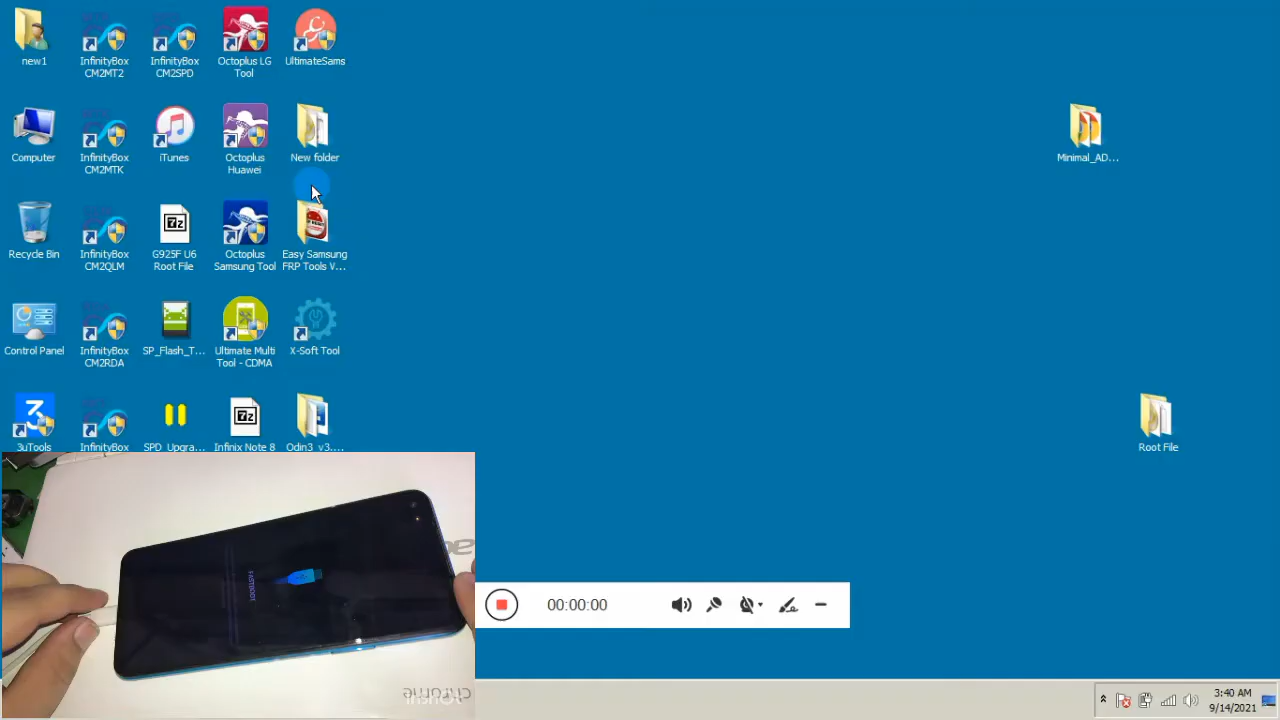 new1
InfinityBox
CM2MT2
InfinityBox
CM2SPD
Octoplus LG
Tool
UltimateSams
Computer
InfinityBox
CM2MTK
iTunes
Octoplus
Huawei
New folder
Minimal_AD...
Recycle Bin
InfinityBox
CM2QLM
G925F U6
Root File
Octoplus
Samsung Tool
Easy Samsung
FRP Tools V...
Control Panel
InfinityBox
CM2RDA
SP_Flash_T...
Ultimate Multi
Tool - CDMA
X-Soft Tool
3uTools
InfinityBox
SPD_Upgra...
Infinix Note 8
Odin3_v3....
Root File
FASTBOOT
00:00:00
chrome
3:40 AM
9/14/2021